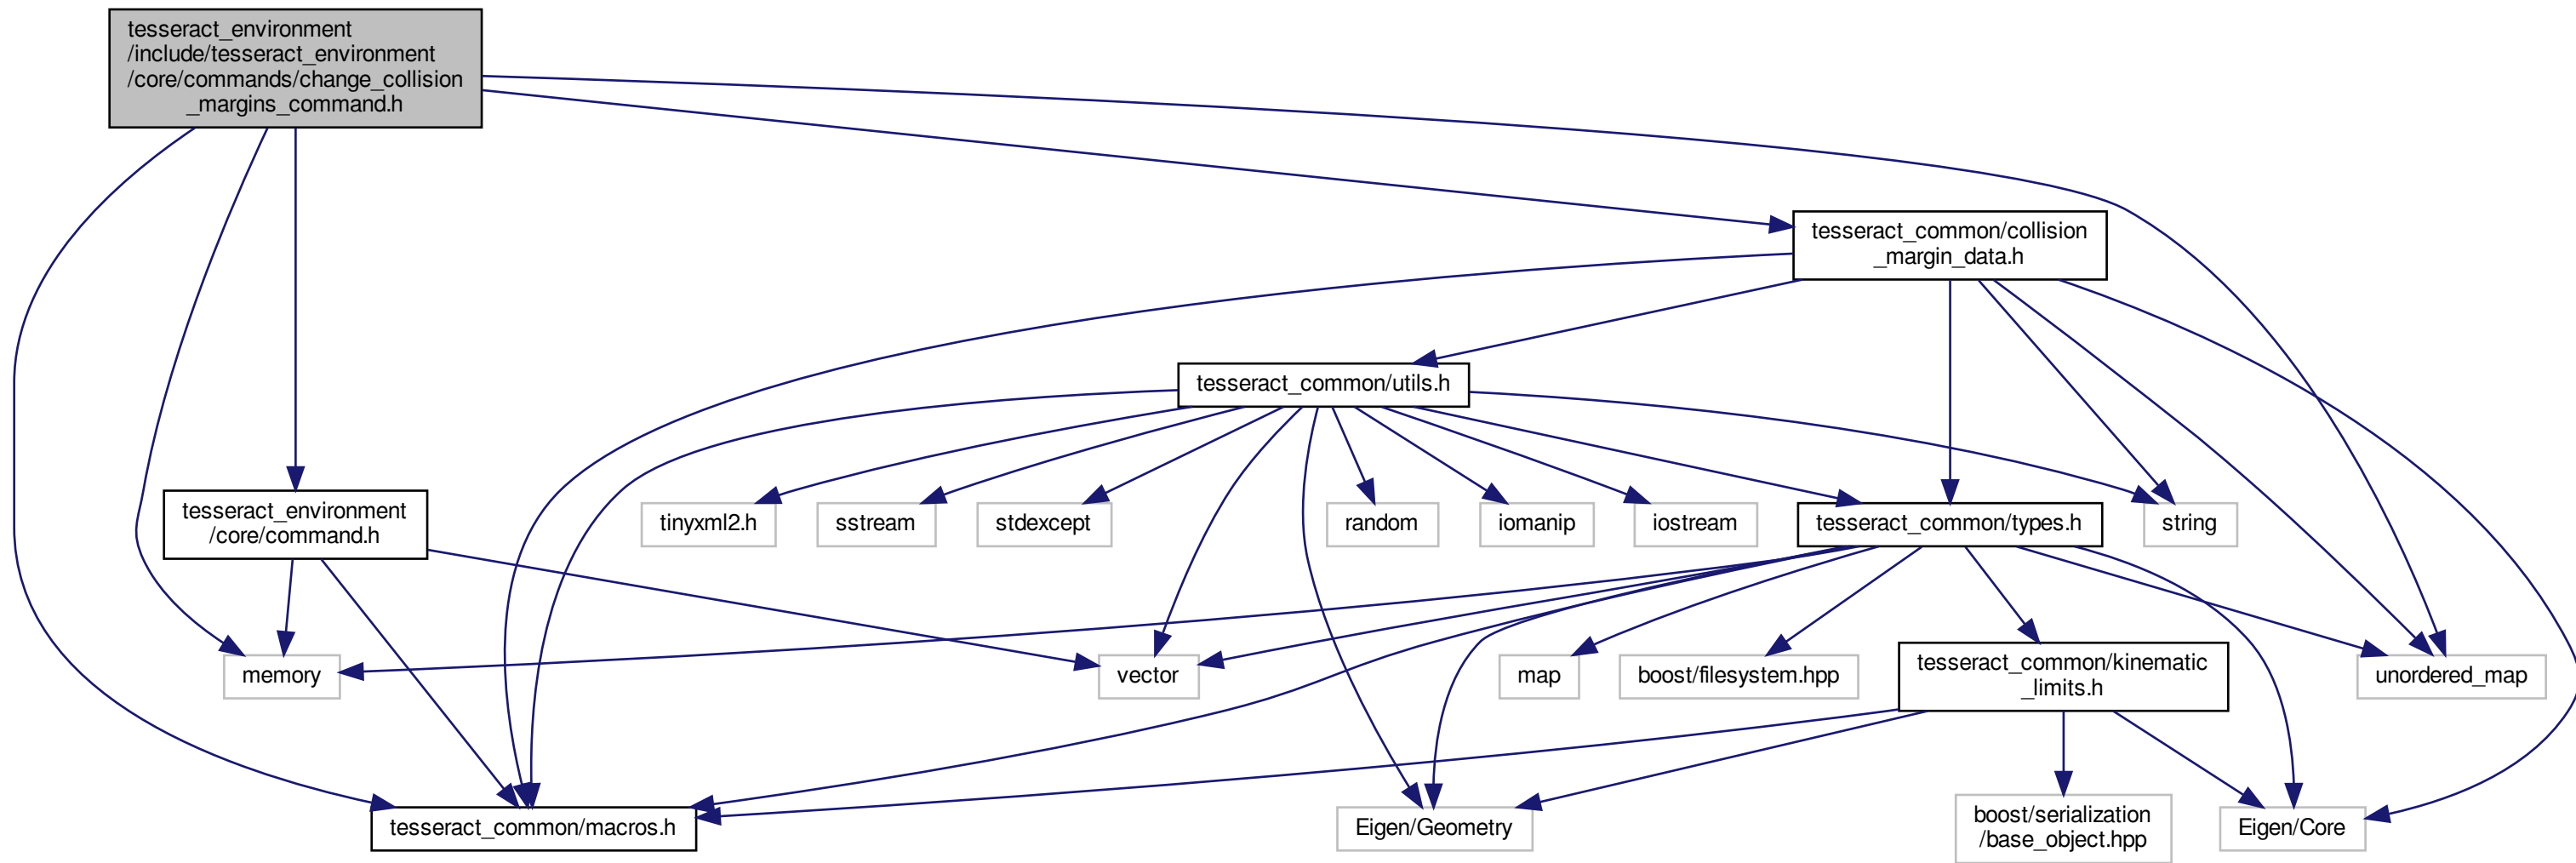 tesseract_environment
/include/tesseract_environment
/core/commands/change_collision
_margins_command.h
tesseract_common/collision
_margin_data.h
tesseract_common/utils.h
tesseract_environment
/core/command.h
tinyxml2.h
sstream
stdexcept
random
iomanip
iostream
tesseract_common/types.h
string
memory
vector
map
boost/filesystem.hpp
tesseract_common/kinematic
_limits.h
unordered_map
tesseract_common/macros.h
Eigen/Geometry
boost/serialization
/base_object.hpp
Eigen/Core